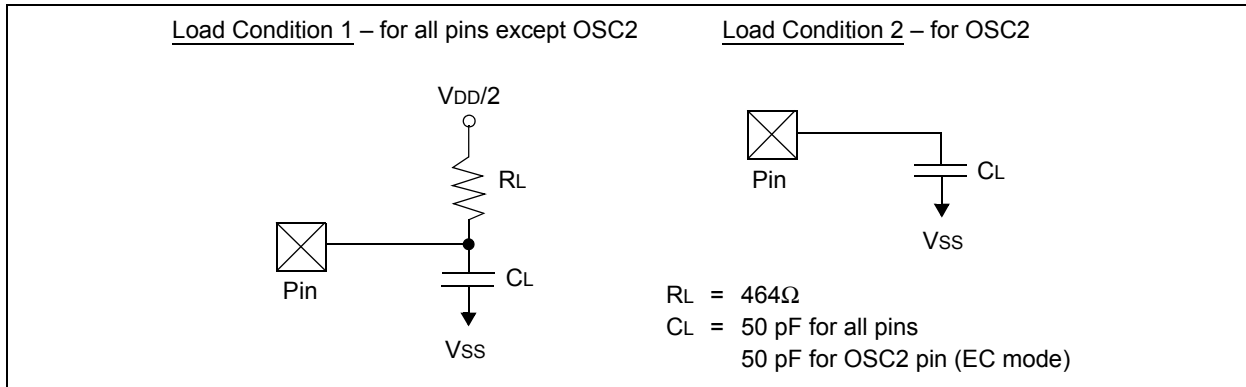 Load Condition 1 – for all pins except OSC2
VDD/2
RL
Pin
CL
VSS
Load Condition 2 – for OSC2
Pin
CL
VSS
RL = 464Ω
CL = 50 pF for all pins
50 pF for OSC2 pin (EC mode)